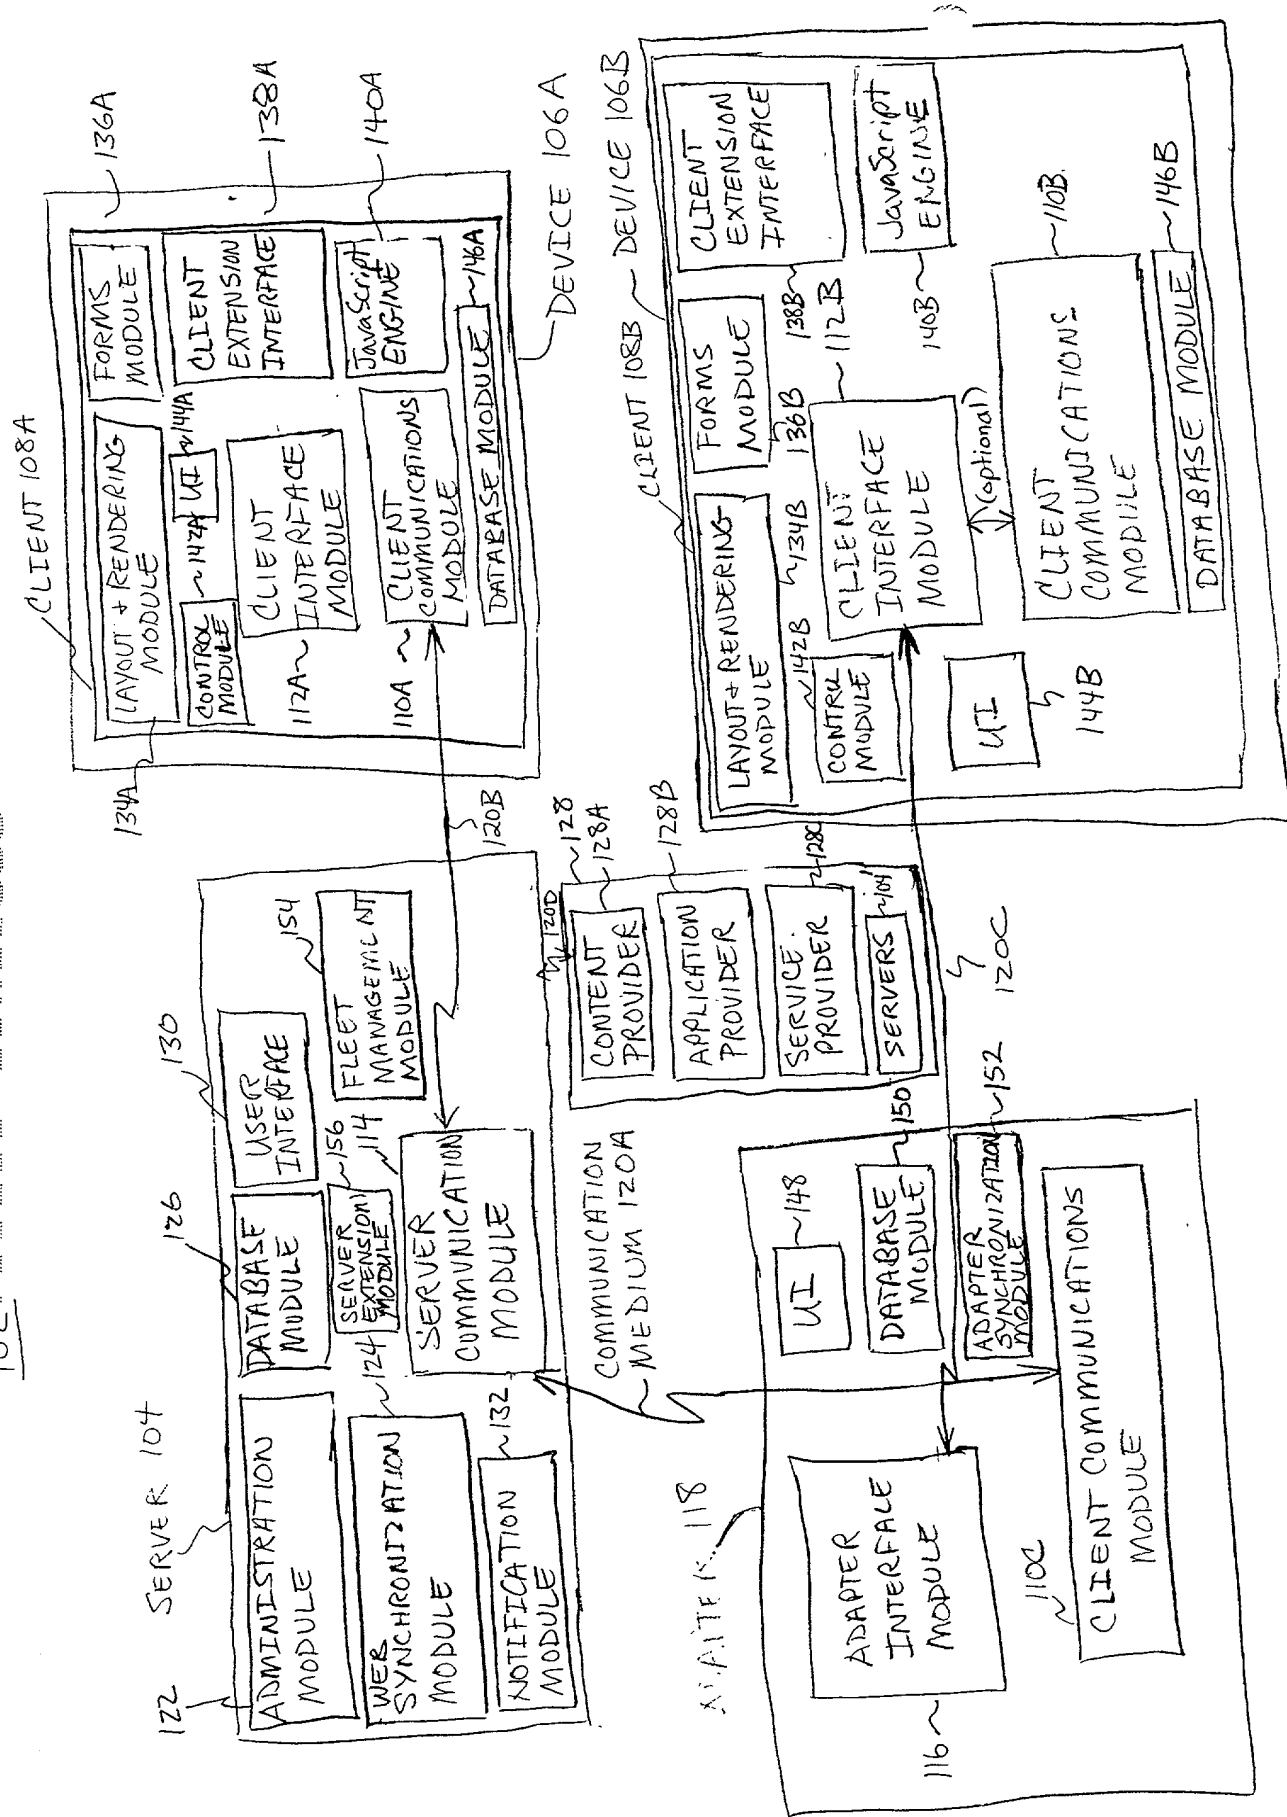 SERVER 104
122
ADMINISTRATION
MODULE
126
DATABASE
MODULE
130
USER
INTERFACE
154
FLEET
MANAGEMENT
MODULE
WEB
SYNCHRONIZATION
MODULE
124
SERVER
EXTENSION
MODULE
156
114
SERVER
COMMUNICATION
MODULE
NOTIFICATION
MODULE
132
120B
CLIENT 108A
134A
LAYOUT + RENDERING
MODULE
FORMS
MODULE
136A
CONTROL
MODULE
142A
UI
144A
CLIENT
EXTENSION
INTERFACE
138A
112A
CLIENT
INTERFACE
MODULE
JavaScript
ENGINE
140A
110A
CLIENT
COMMUNICATIONS
MODULE
DATABASE MODULE
146A
DEVICE 106A
COMMUNICATION
MEDIUM 120A
120D
128
CONTENT
PROVIDER
128A
APPLICATION
PROVIDER
128B
SERVICE
PROVIDER
128C
SERVERS
104
120C
118
116
ADAPTER
INTERFACE
MODULE
UI
148
DATABASE
MODULE
150
ADAPTER
SYNCHRONIZATION
MODULE
152
110C
CLIENT COMMUNICATIONS
MODULE
CLIENT 108B
DEVICE 106B
LAYOUT + RENDERING
MODULE
134B
FORMS
MODULE
136B
CLIENT
EXTENSION
INTERFACE
138B
142B
CONTROL
MODULE
CLIENT
INTERFACE
MODULE
112B
JavaScript
ENGINE
140B
UI
144B
(optional)
CLIENT
COMMUNICATIONS
MODULE
110B
DATABASE MODULE
146B